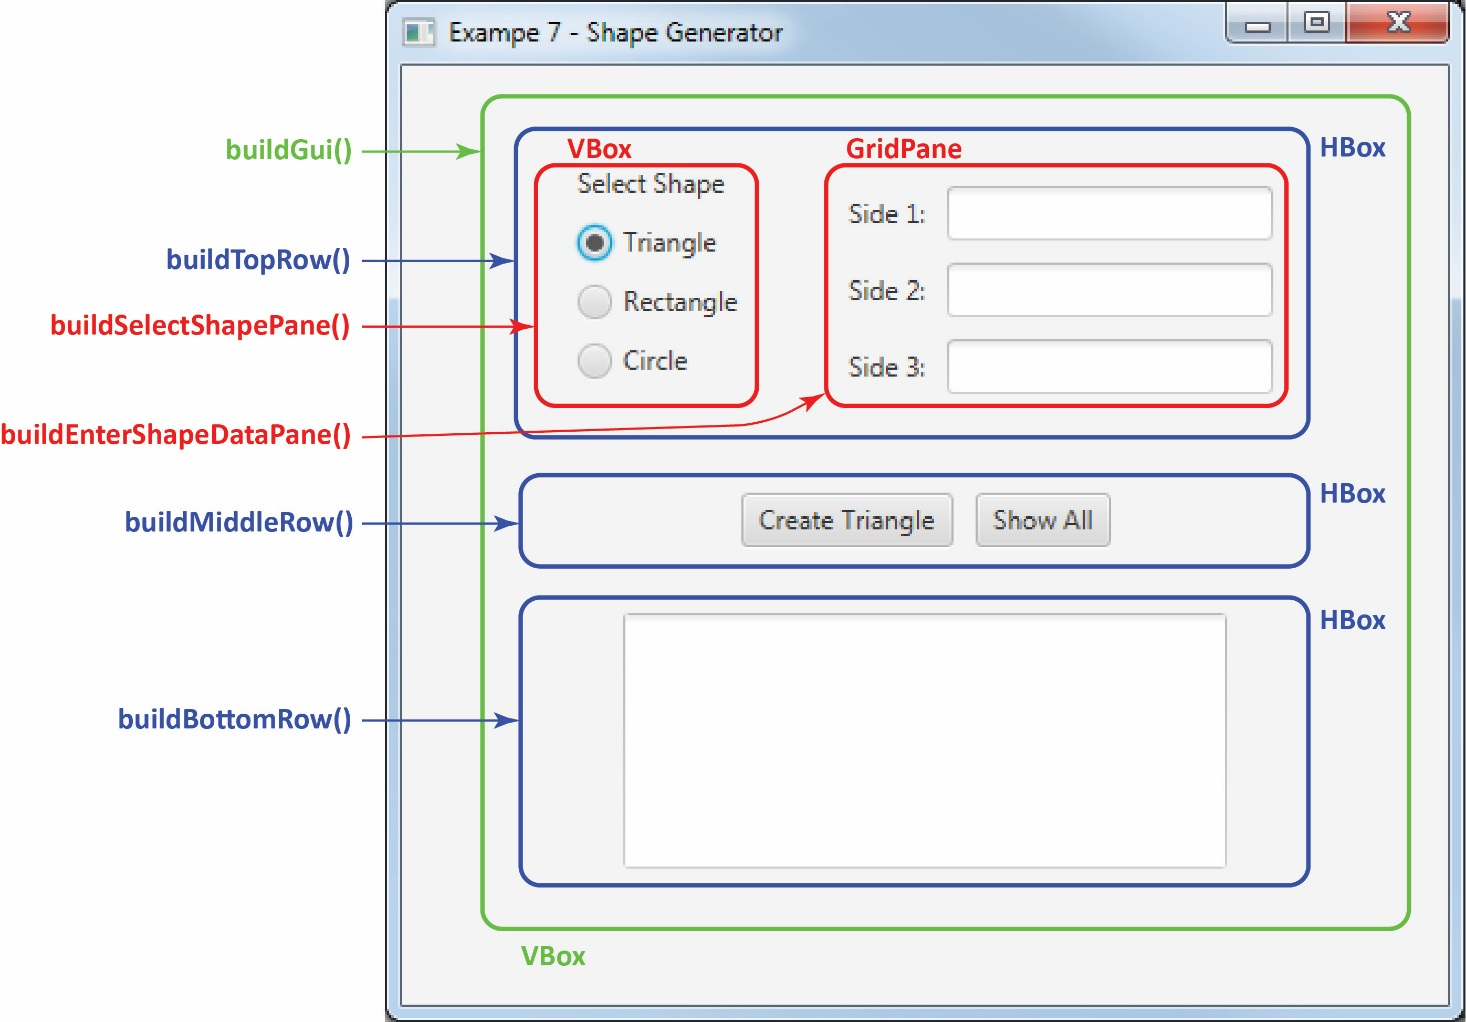 Exampe 7 - Shape Generator
buildGui()
VBox
GridPane
HBox
Select Shape
Side 1:
Triangle
buildTopRow()
Side 2:
Rectangle
buildSelectShapePane()
Side 3:
Circle
buildEnterShapeDataPane()
HBox
buildMiddleRow()
Create Triangle
Show All
HBox
buildBottomRow()
VBox